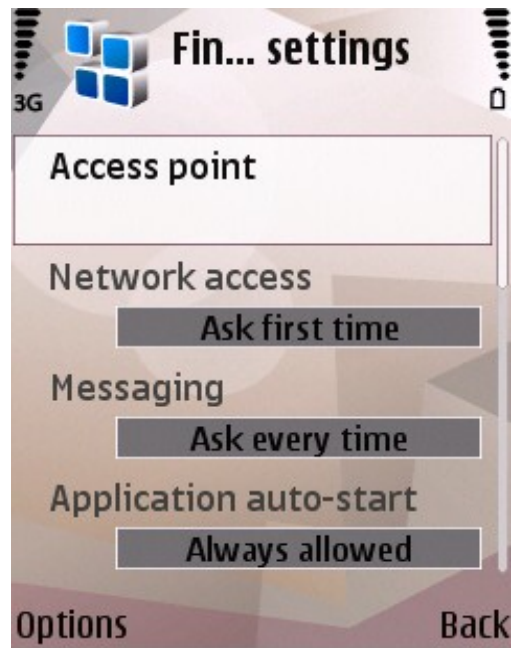 Fin... settings
3G
Access point
Network access
Ask first time
Messaging
Ask every time
Application auto-start
Always allowed
Options Back